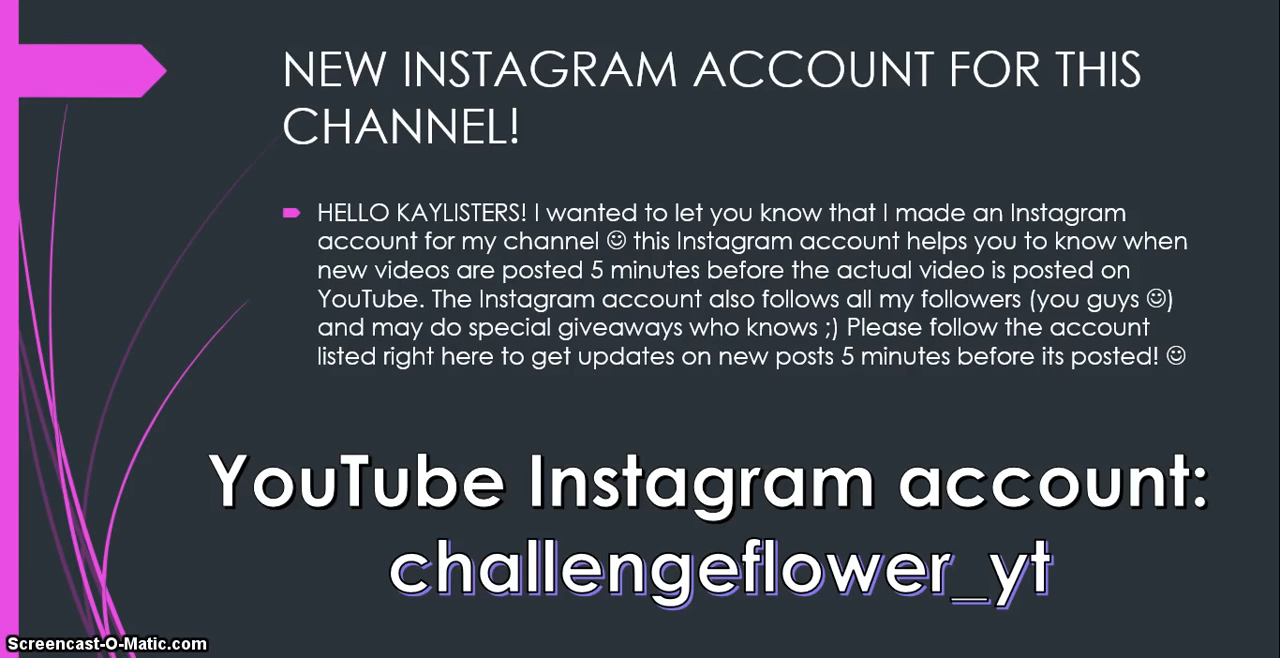 NEW INSTAGRAM ACCOUNT FOR THIS
CHANNEL!
HELLO KAYLISTERS! I wanted to let you know that I made an Instagram
account for my channel ☺ this Instagram account helps you to know when
new videos are posted 5 minutes before the actual video is posted on
YouTube. The Instagram account also follows all my followers (you guys ☺)
and may do special giveaways who knows ;) Please follow the account
listed right here to get updates on new posts 5 minutes before its posted! ☺
YouTube Instagram account:
challengeflower_yt
Screencast-O-Matic.com